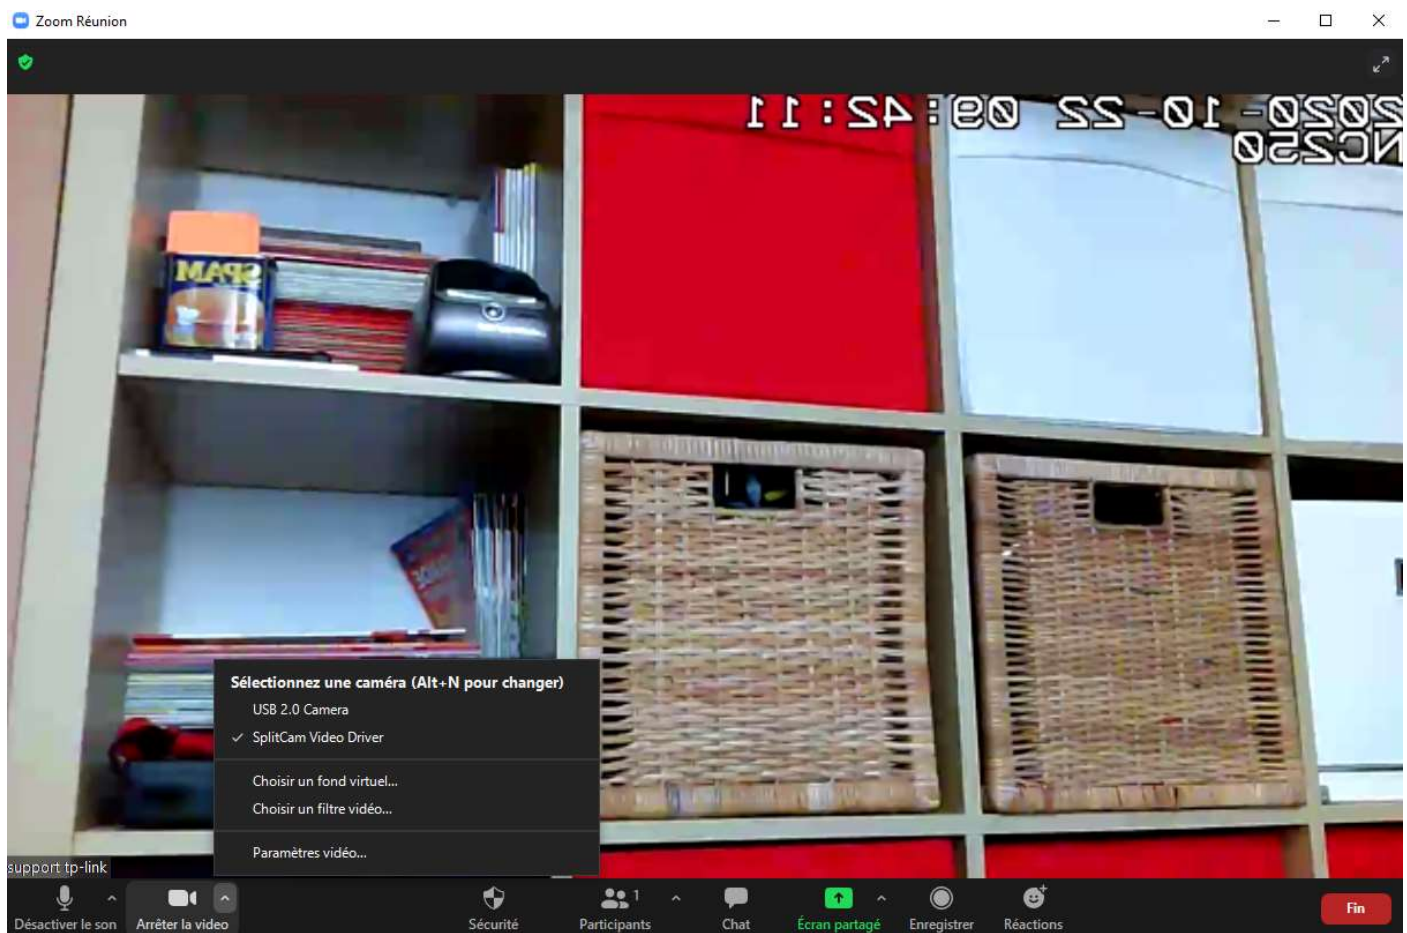 Zoom Réunion
2020-10-22 09:42:11
NC250
SPAM
Sélectionnez une caméra (Alt+N pour changer)
USB 2.0 Camera
SplitCam Video Driver
Choisir un fond virtuel...
Choisir un filtre vidéo...
Paramètres vidéo...
support tp-link
1
Désactiver le son
Arrêter la video
Sécurité
Participants
Chat
Écran partagé
Enregistrer
Réactions
Fin